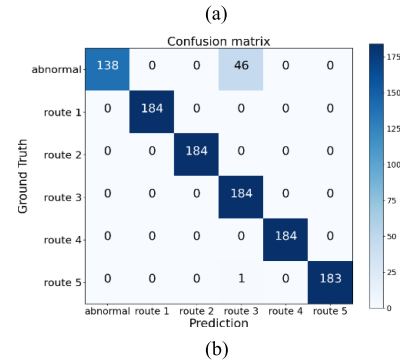 (a)
Confusion matrix
abnormal 138 0 0 46 0 0
route 1 0 184 0 0 0 0
route 2 0 0 184 0 0 0
route 3 0 0 0 184 0 0
route 4 0 0 0 0 184 0
route 5 0 0 0 1 0 183
abnormal route 1 route 2 route 3 route 4 route 5
Prediction
Ground Truth
175
150
125
100
75
50
25
0
(b)